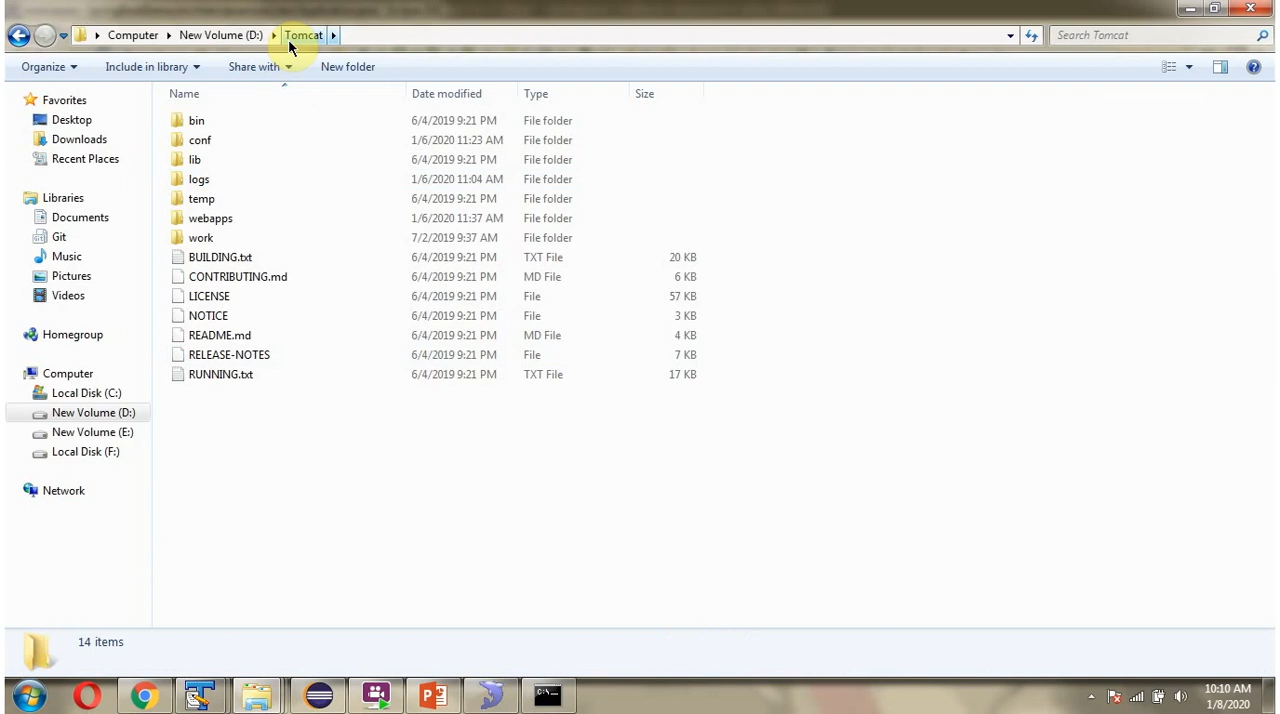 Computer New Volume (D:) Tomcat Search Tomcat
Organize Include in library Share with New folder
Name Date modified Type Size
Favorites
Desktop
Downloads
Recent Places
Libraries
Documents
Git
Music
Pictures
Videos
Homegroup
Computer
Local Disk (C:)
New Volume (D:)
New Volume (E:)
Local Disk (F:)
Network
bin 6/4/2019 9:21 PM File folder
conf 1/6/2020 11:23 AM File folder
lib 6/4/2019 9:21 PM File folder
logs 1/6/2020 11:04 AM File folder
temp 6/4/2019 9:21 PM File folder
webapps 1/6/2020 11:37 AM File folder
work 7/2/2019 9:37 AM File folder
BUILDING.txt 6/4/2019 9:21 PM TXT File 20 KB
CONTRIBUTING.md 6/4/2019 9:21 PM MD File 6 KB
LICENSE 6/4/2019 9:21 PM File 57 KB
NOTICE 6/4/2019 9:21 PM File 3 KB
README.md 6/4/2019 9:21 PM MD File 4 KB
RELEASE-NOTES 6/4/2019 9:21 PM File 7 KB
RUNNING.txt 6/4/2019 9:21 PM TXT File 17 KB
14 items
10:10 AM
1/8/2020